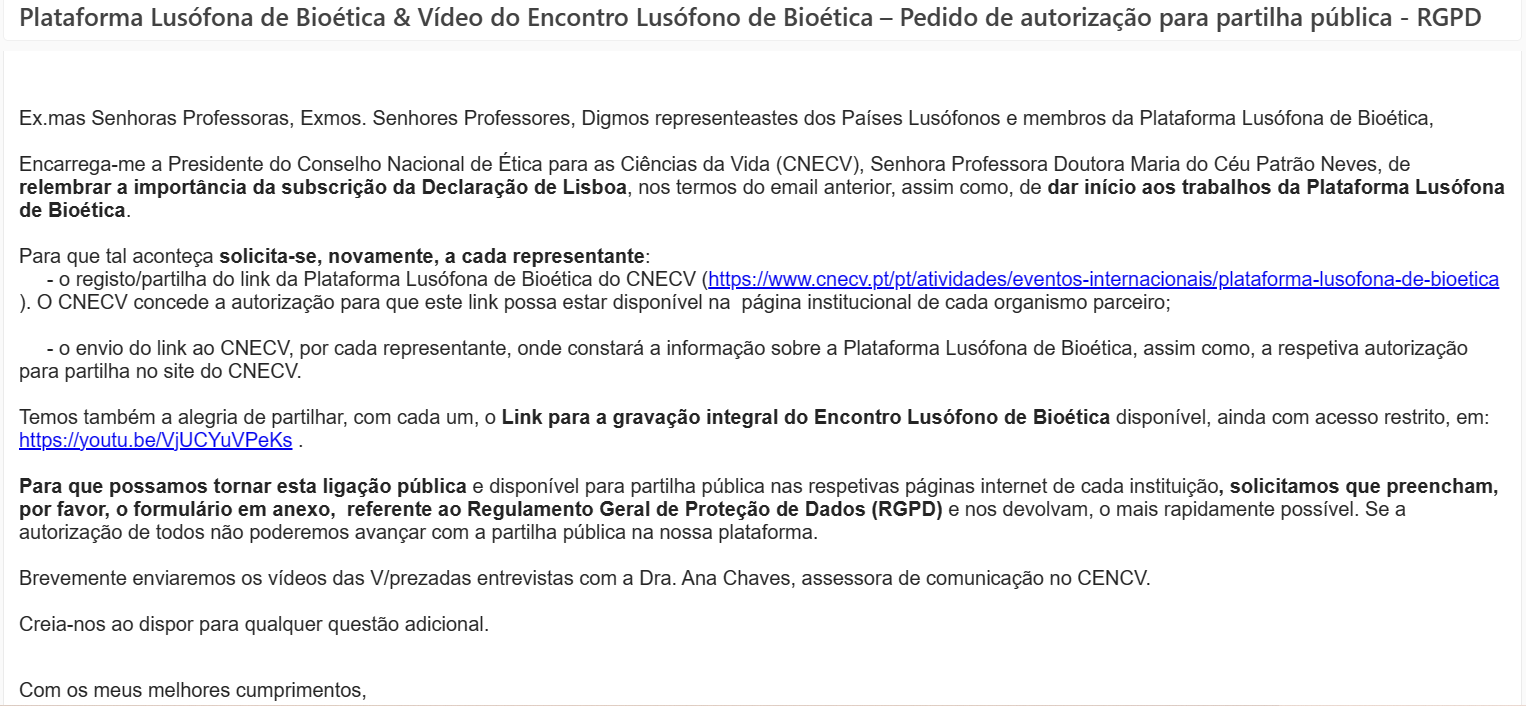 Plataforma Lusófona de Bioética & Vídeo do Encontro Lusófono de Bioética – Pedido de autorização para partilha pública - RGPD
Ex.mas Senhoras Professoras, Exmos. Senhores Professores, Digmos representeastes dos Países Lusófonos e membros da Plataforma Lusófona de Bioética,
Encarrega-me a Presidente do Conselho Nacional de Ética para as Ciências da Vida (CNECV), Senhora Professora Doutora Maria do Céu Patrão Neves, de
relembrar a importância da subscrição da Declaração de Lisboa, nos termos do email anterior, assim como, de dar início aos trabalhos da Plataforma Lusófona
de Bioética.
Para que tal aconteça solicita-se, novamente, a cada representante:
- o registo/partilha do link da Plataforma Lusófona de Bioética do CNECV (https://www.cnecv.pt/pt/atividades/eventos-internacionais/plataforma-lusofona-de-bioetica
). O CNECV concede a autorização para que este link possa estar disponível na  página institucional de cada organismo parceiro;
- o envio do link ao CNECV, por cada representante, onde constará a informação sobre a Plataforma Lusófona de Bioética, assim como, a respetiva autorização
para partilha no site do CNECV.
Temos também a alegria de partilhar, com cada um, o Link para a gravação integral do Encontro Lusófono de Bioética disponível, ainda com acesso restrito, em:
https://youtu.be/VjUCYuVPeKs .
Para que possamos tornar esta ligação pública e disponível para partilha pública nas respetivas páginas internet de cada instituição, solicitamos que preencham,
por favor, o formulário em anexo,  referente ao Regulamento Geral de Proteção de Dados (RGPD) e nos devolvam, o mais rapidamente possível. Se a
autorização de todos não poderemos avançar com a partilha pública na nossa plataforma.
Brevemente enviaremos os vídeos das V/prezadas entrevistas com a Dra. Ana Chaves, assessora de comunicação no CENCV.
Creia-nos ao dispor para qualquer questão adicional.
Com os meus melhores cumprimentos,